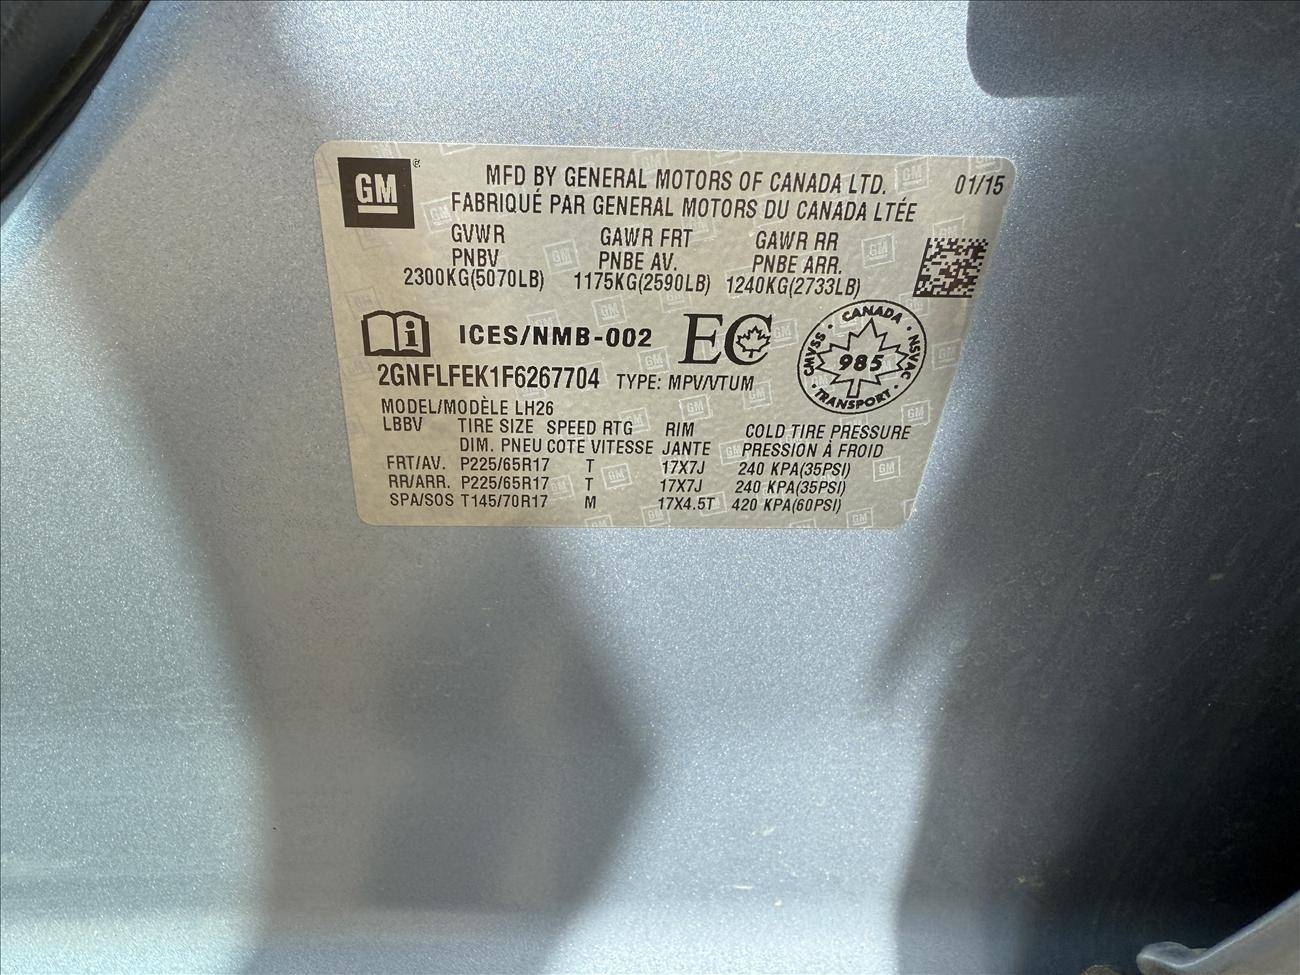 GM ®
MFD BY GENERAL MOTORS OF CANADA LTD. 01/15
FABRIQUÉ PAR GENERAL MOTORS DU CANADA LTÉE
GVWR GAWR FRT GAWR RR
PNBV PNBE AV. PNBE ARR.
2300KG(5070LB) 1175KG(2590LB) 1240KG(2733LB)
i ICES/NMB-002 EC
CANADA · NSVAC · TRANSPORT · CMVSS ·
985
2GNFLFEK1F6267704 TYPE: MPV/VTUM
MODEL/MODÈLE LH26
LBBV TIRE SIZE SPEED RTG RIM COLD TIRE PRESSURE
DIM. PNEU COTE VITESSE JANTE PRESSION À FROID
FRT/AV. P225/65R17 T 17X7J 240 KPA(35PSI)
RR/ARR. P225/65R17 T 17X7J 240 KPA(35PSI)
SPA/SOS T145/70R17 M 17X4.5T 420 KPA(60PSI)